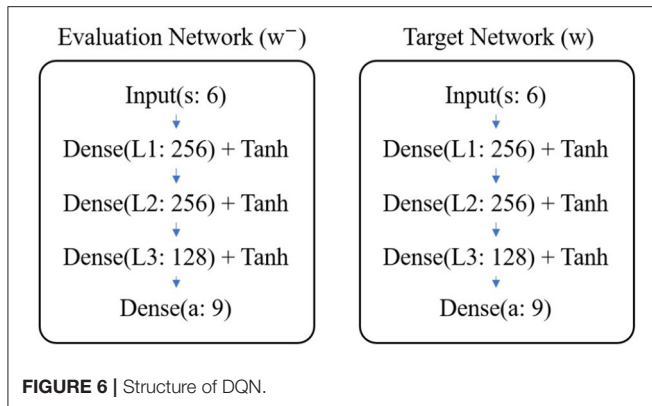 Evaluation Network (w⁻)
Input(s: 6)
Dense(L1: 256) + Tanh
Dense(L2: 256) + Tanh
Dense(L3: 128) + Tanh
Dense(a: 9)
Target Network (w)
Input(s: 6)
Dense(L1: 256) + Tanh
Dense(L2: 256) + Tanh
Dense(L3: 128) + Tanh
Dense(a: 9)
FIGURE 6 | Structure of DQN.